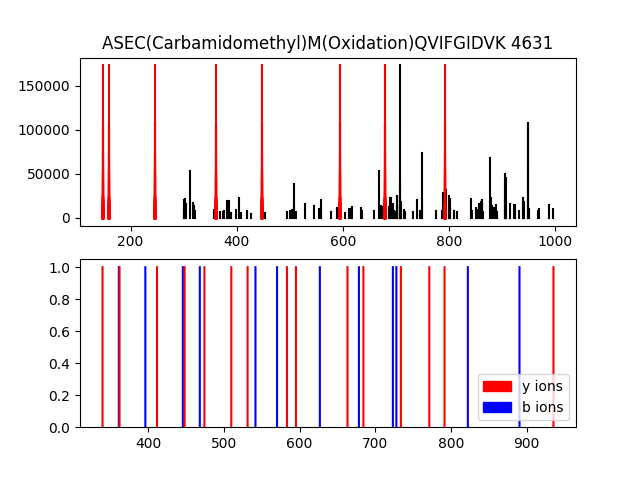 ASEC(Carbamidomethyl)M(Oxidation)QVIFGIDVK 4631
150000
100000
50000
0
200 400 600 800 1000
1.0
0.8
0.6
0.4
0.2
0.0
y ions
b ions
400 500 600 700 800 900